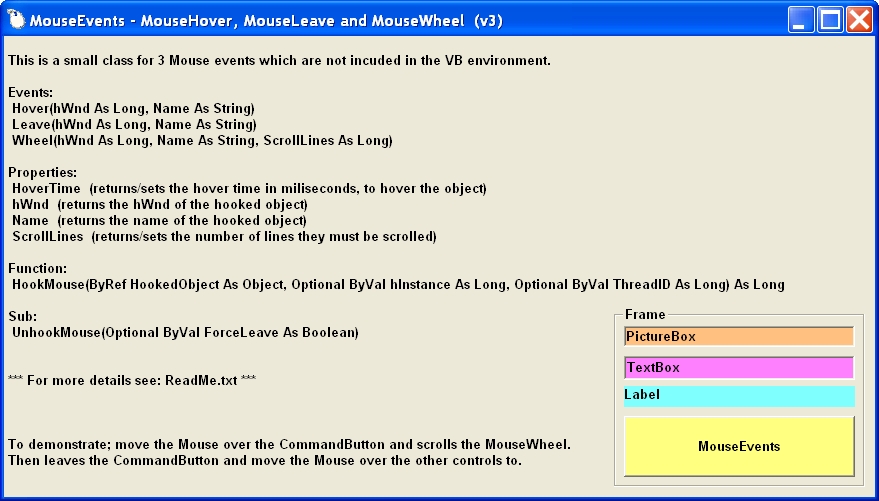 MouseEvents - MouseHover, MouseLeave and MouseWheel (v3)
This is a small class for 3 Mouse events which are not incuded in the VB environment.
Events:
Hover(hWnd As Long, Name As String)
Leave(hWnd As Long, Name As String)
Wheel(hWnd As Long, Name As String, ScrollLines As Long)
Properties:
HoverTime (returns/sets the hover time in miliseconds, to hover the object)
hWnd (returns the hWnd of the hooked object)
Name (returns the name of the hooked object)
ScrollLines (returns/sets the number of lines they must be scrolled)
Function:
HookMouse(ByRef HookedObject As Object, Optional ByVal hInstance As Long, Optional ByVal ThreadID As Long) As Long
Sub:
UnhookMouse(Optional ByVal ForceLeave As Boolean)
*** For more details see: ReadMe.txt ***
To demonstrate; move the Mouse over the CommandButton and scrolls the MouseWheel.
Then leaves the CommandButton and move the Mouse over the other controls to.
Frame
PictureBox
TextBox
Label
MouseEvents